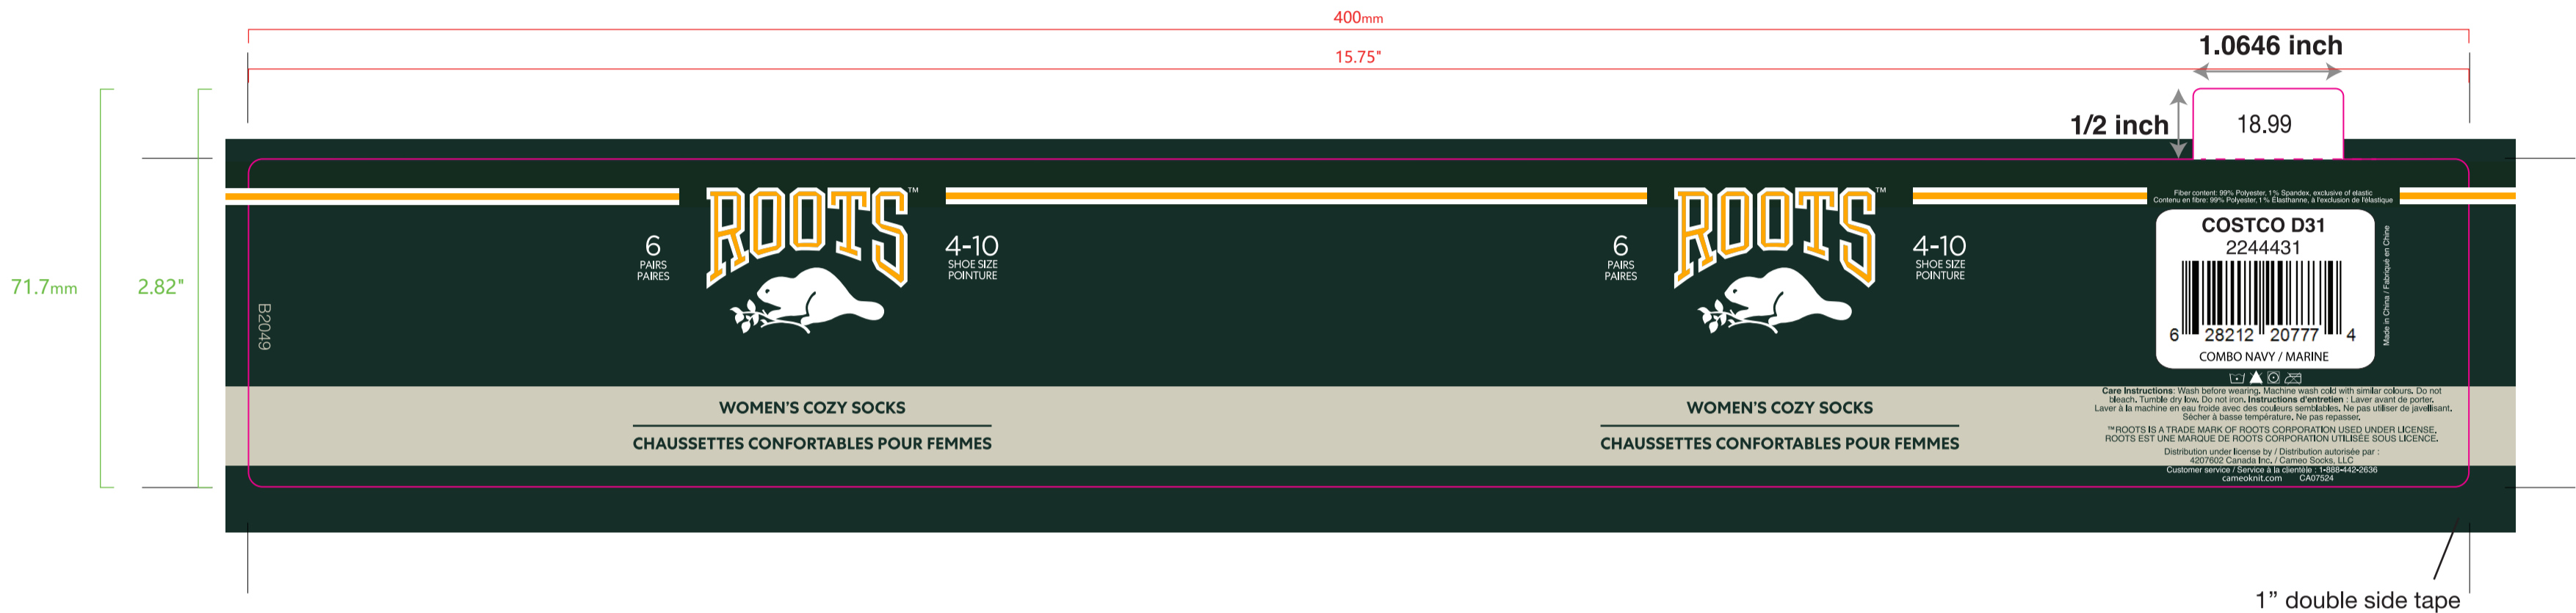 400mm
15.75"
1.0646 inch
1/2 inch
18.99
71.7mm
2.82"
B2049
6
PAIRS
PAIRES
ROOTS™
4-10
SHOE SIZE
POINTURE
WOMEN'S COZY SOCKS
CHAUSSETTES CONFORTABLES POUR FEMMES
6
PAIRS
PAIRES
ROOTS™
4-10
SHOE SIZE
POINTURE
WOMEN'S COZY SOCKS
CHAUSSETTES CONFORTABLES POUR FEMMES
Fiber content: 99% Polyester, 1% Spandex, exclusive of elastic
Contenu en fibre: 99% Polyester, 1% Élasthanne, à l'exclusion de l'élastique
COSTCO D31
2244431
6 28212 20777 4
COMBO NAVY / MARINE
Made in China / Fabriqué en Chine
Care Instructions: Wash before wearing. Machine wash cold with similar colours. Do not
bleach. Tumble dry low. Do not iron. Instructions d'entretien : Laver avant de porter.
Laver à la machine en eau froide avec des couleurs semblables. Ne pas utiliser de javellisant.
Sécher à basse température. Ne pas repasser.
™ROOTS IS A TRADE MARK OF ROOTS CORPORATION USED UNDER LICENSE.
ROOTS EST UNE MARQUE DE ROOTS CORPORATION UTILISÉE SOUS LICENCE.
Distribution under license by / Distribution autorisée par :
4207602 Canada Inc. / Cameo Socks, LLC
Customer service / Service à la clientèle : 1-888-442-2636
cameoknit.com CA07524
1” double side tape